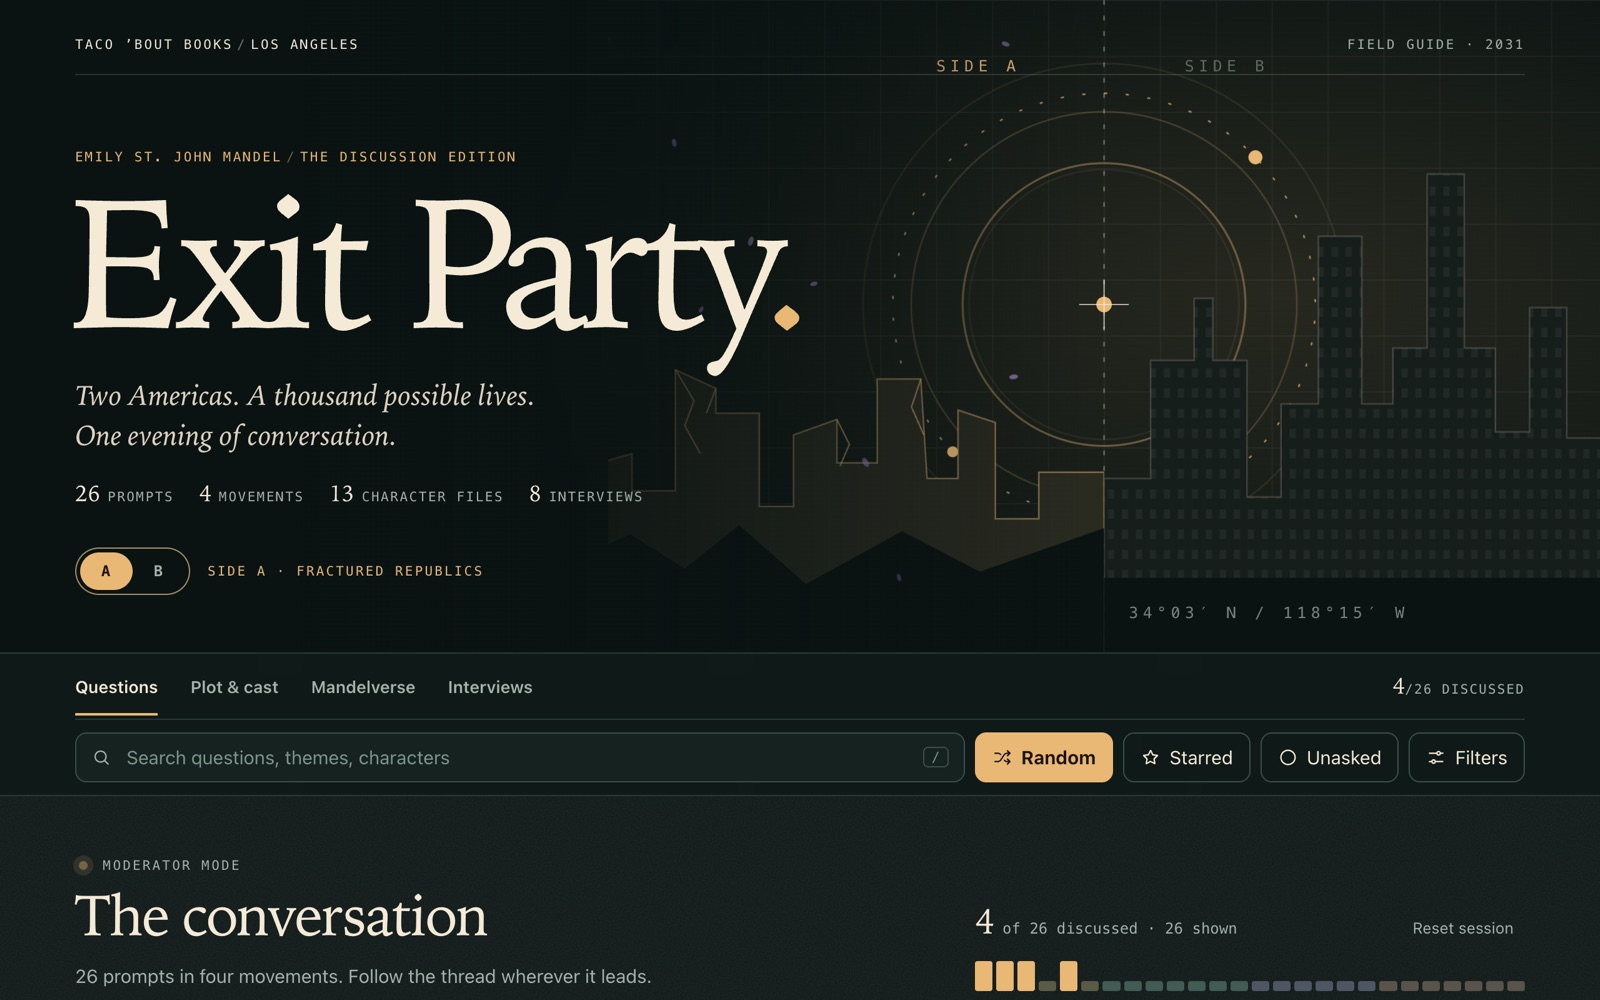 TACO ’BOUT BOOKS / LOS ANGELES
FIELD GUIDE · 2031
SIDE A
SIDE B
EMILY ST. JOHN MANDEL / THE DISCUSSION EDITION
Exit Party.
Two Americas. A thousand possible lives.
One evening of conversation.
26 PROMPTS 4 MOVEMENTS 13 CHARACTER FILES 8 INTERVIEWS
A B SIDE A · FRACTURED REPUBLICS
34°03′ N / 118°15′ W
Questions Plot & cast Mandelverse Interviews 4/26 DISCUSSED
Search questions, themes, characters / Random Starred Unasked Filters
MODERATOR MODE
The conversation
4 of 26 discussed · 26 shown Reset session
26 prompts in four movements. Follow the thread wherever it leads.